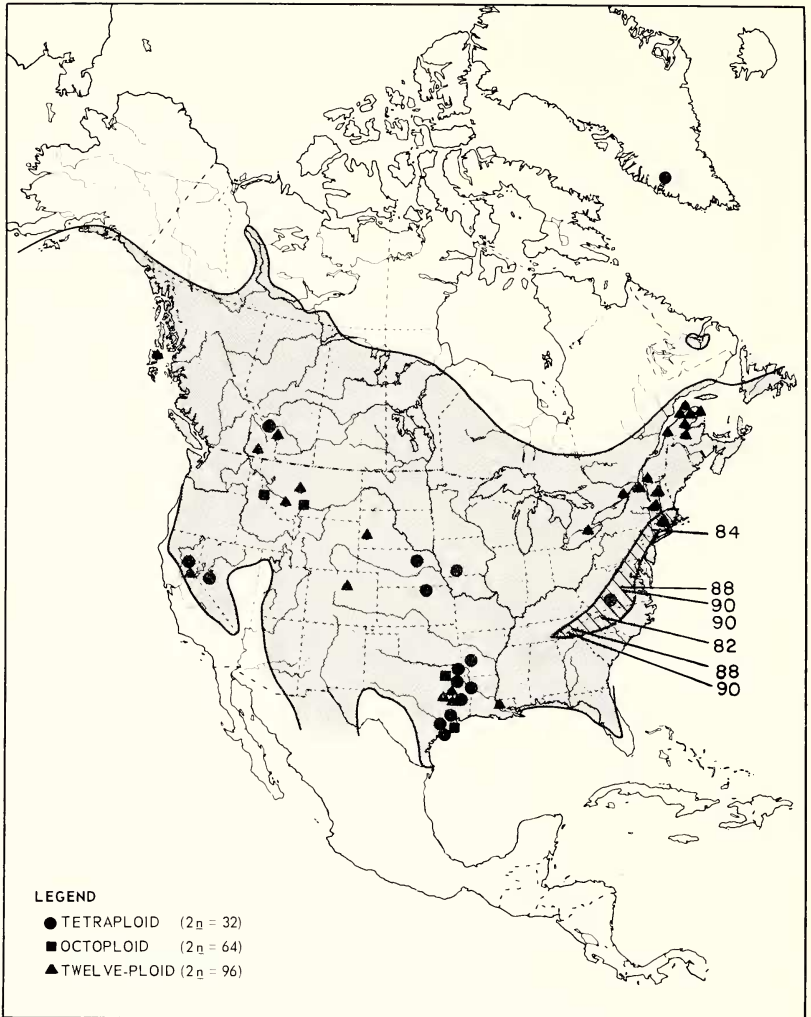 84
88
90
90
82
88
90
LEGEND
TETRAPLOID (2n = 32)
OCTOPLOID (2n = 64)
TWELVE-PLOID (2n = 96)